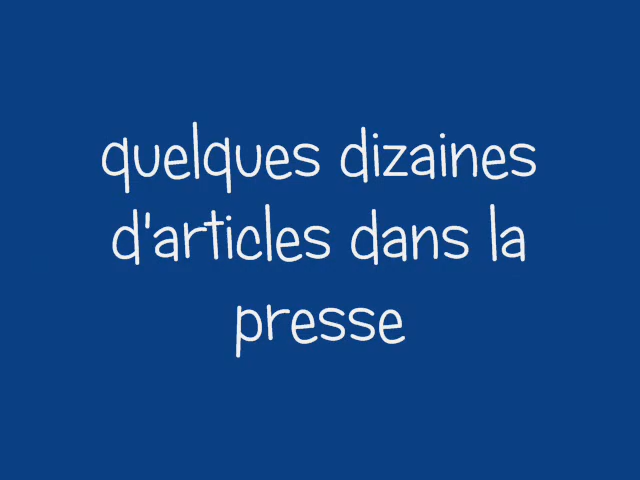 quelques dizaines
d'articles dans la
presse